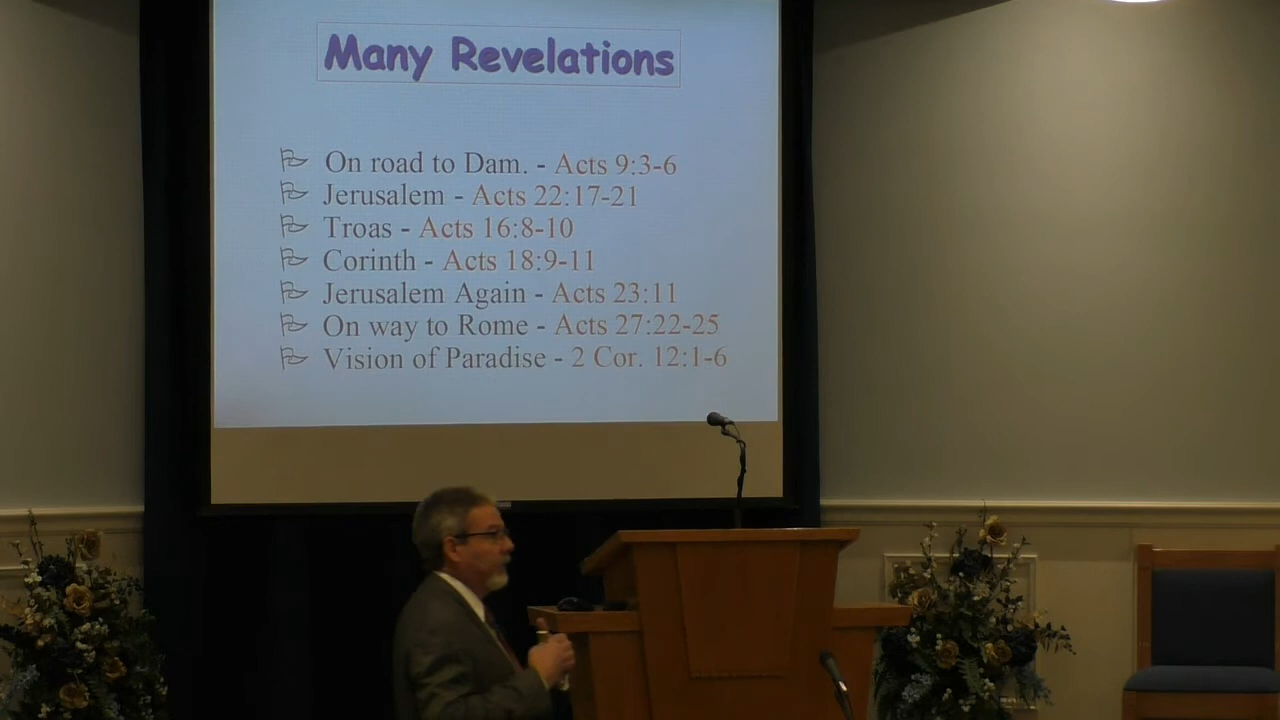 Many Revelations
On road to Dam. - Acts 9:3-6
Jerusalem - Acts 22:17-21
Troas - Acts 16:8-10
Corinth - Acts 18:9-11
Jerusalem Again - Acts 23:11
On way to Rome - Acts 27:22-25
Vision of Paradise - 2 Cor. 12:1-6